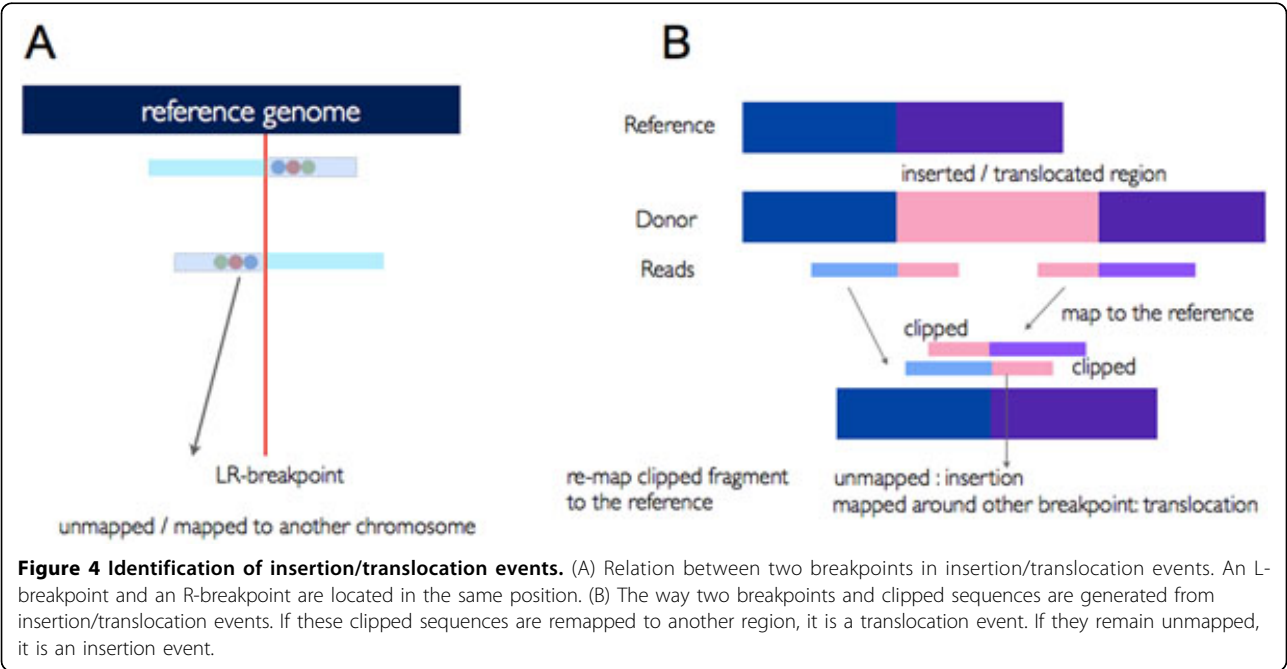 A
reference genome
LR-breakpoint
unmapped / mapped to another chromosome
B
Reference
inserted / translocated region
Donor
Reads
map to the reference
clipped
clipped
re-map clipped fragment
to the reference
unmapped : insertion
mapped around other breakpoint: translocation
Figure 4 Identification of insertion/translocation events. (A) Relation between two breakpoints in insertion/translocation events. An L-
breakpoint and an R-breakpoint are located in the same position. (B) The way two breakpoints and clipped sequences are generated from
insertion/translocation events. If these clipped sequences are remapped to another region, it is a translocation event. If they remain unmapped,
it is an insertion event.